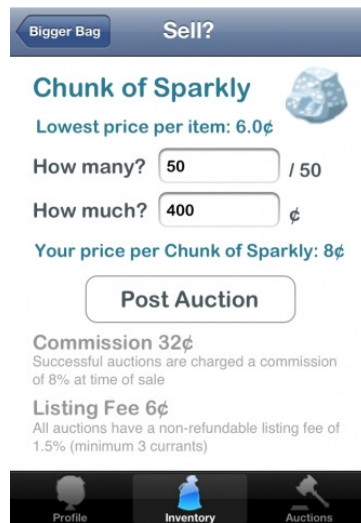 Bigger Bag
Sell?
Chunk of Sparkly
Lowest price per item: 6.0¢
How many? 50 / 50
How much? 400 ¢
Your price per Chunk of Sparkly: 8¢
Post Auction
Commission 32¢
Successful auctions are charged a commission
of 8% at time of sale
Listing Fee 6¢
All auctions have a non-refundable listing fee of
1.5% (minimum 3 currants)
Profile Inventory Auctions